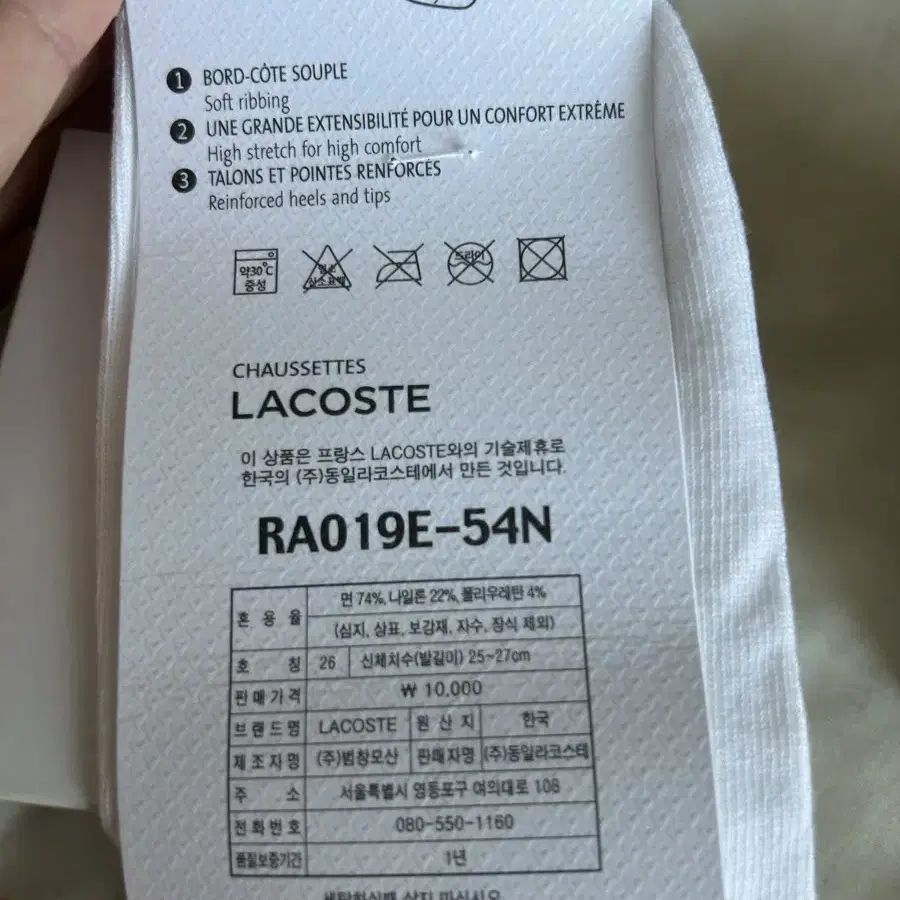 1 BORD-CÔTE SOUPLE
Soft ribbing
2 UNE GRANDE EXTENSIBILITÉ POUR UN CONFORT EXTRÊME
High stretch for high comfort
3 TALONS ET POINTES RENFORCÉS
Reinforced heels and tips
약30℃ 중성 드라이
CHAUSSETTES
LACOSTE
이 상품은 프랑스 LACOSTE와의 기술제휴로
한국의 (주)동일라코스테에서 만든 것입니다.
RA019E-54N
혼 용 율 면 74%, 나일론 22%, 폴리우레탄 4%
(심지, 상표, 보강재, 자수, 장식 제외)
호 칭 26 신체치수(발길이) 25~27cm
판매가격 ₩ 10,000
브랜드명 LACOSTE 원 산 지 한국
제조자명 (주)범창모산 판매자명 (주)동일라코스테
주 소 서울특별시 영등포구 여의대로 108
전화번호 080-550-1160
품질보증기간 1년